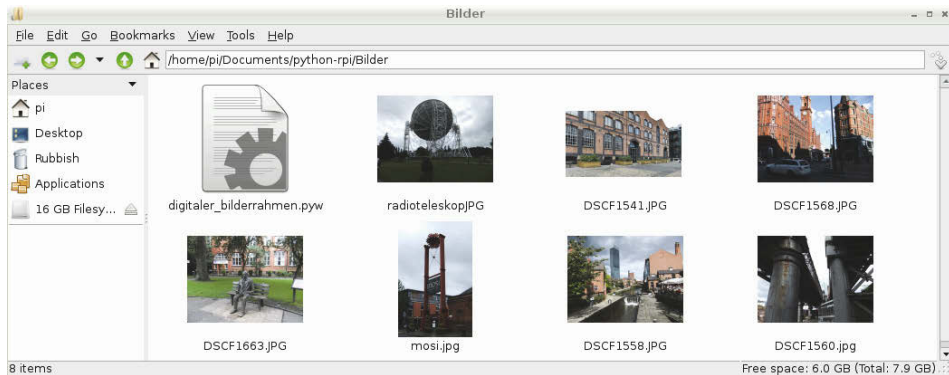 Bilder
File Edit Go Bookmarks View Tools Help
/home/pi/Documents/python-rpi/Bilder
Places
pi
Desktop
Rubbish
Applications
16 GB Filesy...
digitaler_bilderrahmen.pyw
radioteleskopJPG
DSCF1541.JPG
DSCF1568.JPG
DSCF1663.JPG
mosi.jpg
DSCF1558.JPG
DSCF1560.jpg
8 items
Free space: 6.0 GB (Total: 7.9 GB)